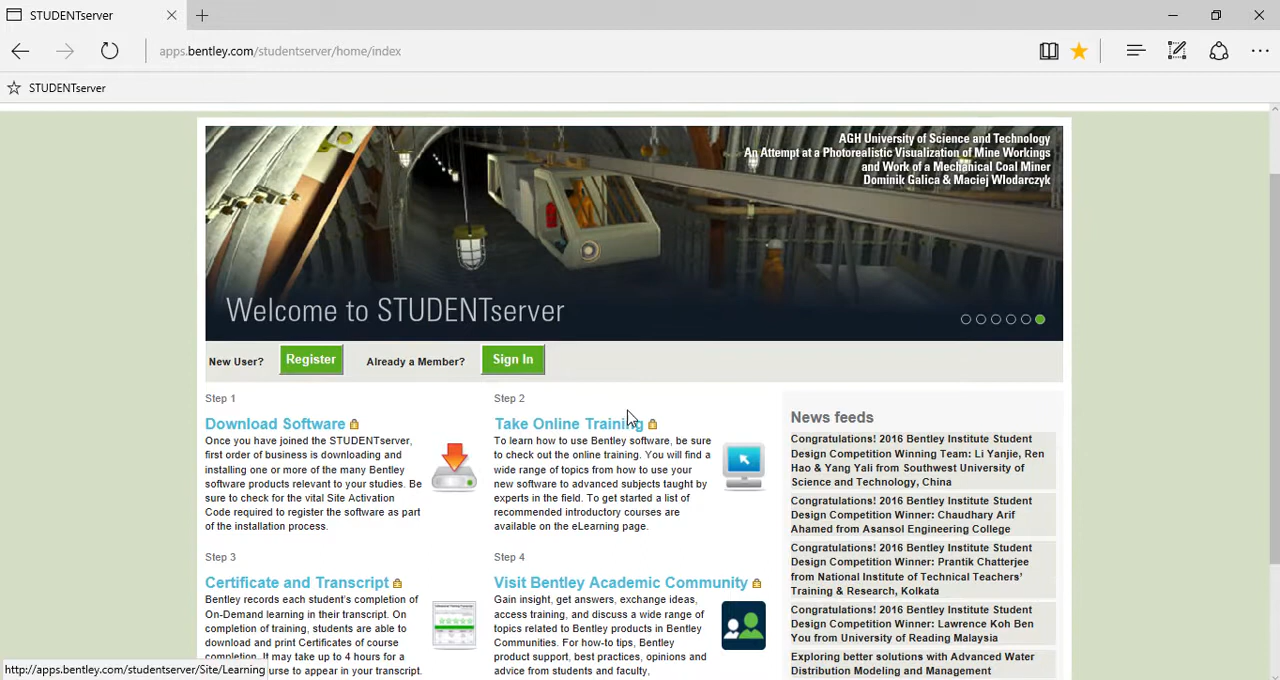 STUDENTserver
apps.bentley.com/studentserver/home/index
STUDENTserver
AGH University of Science and Technology
An Attempt at a Photorealistic Visualization of Mine Workings
and Work of a Mechanical Coal Miner
Dominik Galica & Maciej Wlodarczyk
Welcome to STUDENTserver
New User? Register Already a Member? Sign In
Step 1
Download Software
Once you have joined the STUDENTserver,
first order of business is downloading and
installing one or more of the many Bentley
software products relevant to your studies. Be
sure to check for the vital Site Activation
Code required to register the software as part
of the installation process.
Step 2
Take Online Training
To learn how to use Bentley software, be sure
to check out the online training. You will find a
wide range of topics from how to use your
new software to advanced subjects taught by
experts in the field. To get started a list of
recommended introductory courses are
available on the eLearning page.
Step 3
Certificate and Transcript
Bentley records each student's completion of
On-Demand learning in their transcript. On
completion of training, students are able to
download and print Certificates of course
completion. It may take up to 4 hours for a
urse to appear in your transcript.
Step 4
Visit Bentley Academic Community
Gain insight, get answers, exchange ideas,
access training, and discuss a wide range of
topics related to Bentley products in Bentley
Communities. For how-to tips, Bentley
product support, best practices, opinions and
advice from students and faculty,
News feeds
Congratulations! 2016 Bentley Institute Student
Design Competition Winning Team: Li Yanjie, Ren
Hao & Yang Yali from Southwest University of
Science and Technology, China
Congratulations! 2016 Bentley Institute Student
Design Competition Winner: Chaudhary Arif
Ahamed from Asansol Engineering College
Congratulations! 2016 Bentley Institute Student
Design Competition Winner: Prantik Chatterjee
from National Institute of Technical Teachers'
Training & Research, Kolkata
Congratulations! 2016 Bentley Institute Student
Design Competition Winner: Lawrence Koh Ben
You from University of Reading Malaysia
Exploring better solutions with Advanced Water
Distribution Modeling and Management
http://apps.bentley.com/studentserver/Site/Learning